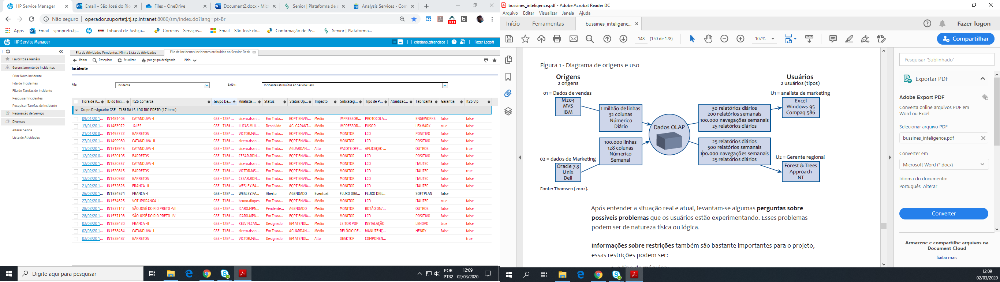 HP Service Manager
Email – São José do Rio
Files - OneDrive
Document2.docx - Micr
Senior | Plataforma de s
Analysis Services - Com
Não seguro | operador.suportetj.tj.sp.intranet:8080/sm/index.do?lang=pt-Br
0:11
Apps
Email – sjriopreto.tj...
Tribunal de Justiça...
Correios - Serviços...
Email – São José do...
Confirmação de Pe...
Senior | Plataforma...
HP Service Manager
cristiano.gfrancisco
Fazer Logoff
Favoritos e Painéis
Gerenciamento de Incidentes
Criar Novo Incidente
Fila de Incidentes
Fila de Tarefas de Incidente
Pesquisar Incidentes
Pesquisar Tarefas de Incidente
Requisição de Serviço
Diversos
Alterar Senha
Lista de Atividades
Fila de Atividades Pendentes: Minha Lista de Atividades
Fila de Incidente: Incidentes atribuídos ao Service Desk
Voltar Pesquisar Atualizar por grupo designado Mais
Incidente
Fila: Incidente Exibir: Incidentes atribuídos ao Service Desk
Hora de A... ID do Inci... It2b Comarca Grupo De... Analista ... Status Status Op... Impacto Subcateg... Tipo de P... Atualizac... Fabricante Garantia It2b Vip
Grupo Designado: GSE - TJ 8ª RAJ S J DO RIO PRETO (17 Itens)
09/01/20 1... IN1481405 CATANDUVA -I GSE - TJ 8ª ... cicero.dsan... Em Trata... EQPT ENVIA... Médio IMPRESSOR... PROTOCOLA... ENGEWORKS false false
13/01/20 1... IN1483972 JALES GSE - TJ 8ª ... LUCAS.MUL... Resolvido AG. GARANT... Médio IMPRESSOR... FUSOR LEXMARK true false
21/01/20 0... IN1492722 BARRETOS GSE - TJ 8ª ... VICTOR.MS... Em Trata... EQPT ENVIA... Médio MONITOR LCD POSITIVO false false
27/01/20 1... IN1499980 CATANDUVA -II GSE - TJ 8ª ... cicero.dsan... Em Trata... EQPT ENVIA... Médio MONITOR LCD POSITIVO false false
11/02/20 1... IN1518945 CATANDUVA -I GSE - TJ 8ª ... cicero.dsan... Em Trata... AGUARDAN... Alto PACOTE OFF... APLICAÇAO ... OUTROS false true
12/02/20 0... IN1520105 BARRETOS GSE - TJ 8ª ... CESAR.RDN... Em Trata... EQPT ENVIA... Médio MONITOR LCD POSITIVO false false
12/02/20 1... IN1520357 CATANDUVA -I GSE - TJ 8ª ... cicero.dsan... Em Trata... EQPT ENVIA... Médio MONITOR LCD ITAUTEC false false
12/02/20 1... IN1520815 BARRETOS GSE - TJ 8ª ... VICTOR.MS... Em Trata... EQPT ENVIA... Médio MONITOR LCD ITAUTEC false true
12/02/20 1... IN1520982 BARRETOS GSE - TJ 8ª ... CESAR.RDN... Em Trata... EQPT ENVIA... Médio MONITOR LCD ITAUTEC false false
21/02/20 1... IN1532626 FRANCA -II GSE - TJ 8ª ... WESLEY.FA... Em Trata... EQPT ENVIA... Médio MONITOR LCD ITAUTEC false false
26/02/20 1... IN1534574 FRANCA -I GSE - TJ 8ª ... WESLEY.FA... Aberto AGENDADO Eventual FLUXO DIGI... FLUXO DIGI... SOFTPLAN false
27/02/20 0... IN1534625 VOTUPORANGA -I GSE - TJ 8ª ... bruno.dlopes Em Trata... EQPT ENVIA... Médio MONITOR LCD ITAUTEC true false
28/02/20 1... IN1537147 SÃO JOSÉ DO RIO PRETO -VII GSE - TJ 8ª ... ICARO.MPN... Pendente... AGENDADO Médio MONITOR BOTÃO ON/... OUTROS false false
28/02/20 1... IN1537198 SÃO JOSÉ DO RIO PRETO -IV GSE - TJ 8ª ... ICARO.MPN... Em Trata... EQPT ENVIA... Médio MONITOR LCD POSITIVO false false
02/03/20 1... IN1538420 FRANCA -II GSE - TJ 8ª ... KELVIN.CAN... Designado EM ATENDI... Médio LEITOR PDF INSTALAÇÃO LENOVO true false
02/03/20 1... IN1538484 CATANDUVA -I GSE - TJ 8ª ... cicero.dsan... Em Trata... AGUARDAN... Médio RELÓGIO DE... MANUTENÇ... HENRY false false
02/03/20 1... IN1538487 BARRETOS GSE - TJ 8ª ... VICTOR.MS... Designado EM ATENDI... Alto DESKTOP COMPONEN... true
Digite aqui para pesquisar
POR
PTB2
12:09
02/03/2020
bussines_inteligence.pdf - Adobe Acrobat Reader DC
Arquivo Editar Visualizar Janela Ajuda
Início Ferramentas bussines_inteligenc... Fazer logon
148 (150 de 178) 107% Compartilhar
Figura 1 - Diagrama de origens e uso
Origens
2 origens
01 = Dados de vendas
M204
MVS
IBM
1 milhão de linhas
32 colunas
Númerico
Diário
02 = dados de Marketing
Oracle 7.3
Unix
Dell
100.000 linhas
128 colunas
Númerico
Semanal
Dados OLAP
30 relatórios diários
200 relatórios semanais
100.000 navegações semanais
25 relatórios diários
25 relatórios diários
500 relatórios semanais
100.000 navegações semanais
25 relatórios diários
Usuários
2 usuários (tipos)
U1 = analista de marketing
Excel
Windows 95
Compaq 586
U2 = Gerente regional
Forest & Trees
Approach
NT
Fonte: Thomsen (2002).
Após entender a situação real e atual, levantam-se algumas perguntas sobre
possíveis problemas que os usuários estão experimentando. Esses problemas
podem ser de natureza física ou lógica.
Informações sobre restrições também são bastante importantes para o projeto,
essas restrições podem ser:
o tipo de máquina;
Pesquisar 'Sublinhado'
Exportar PDF
Adobe Export PDF
Converta online arquivos PDF em
Word ou Excel
Selecionar arquivo PDF
bussines_inteligence.pdf
Converter em
Microsoft Word (*.docx)
Idioma do documento:
Português Alterar
Converter
Armazene e compartilhe arquivos na
Document Cloud
Saiba mais
12:09
02/03/2020